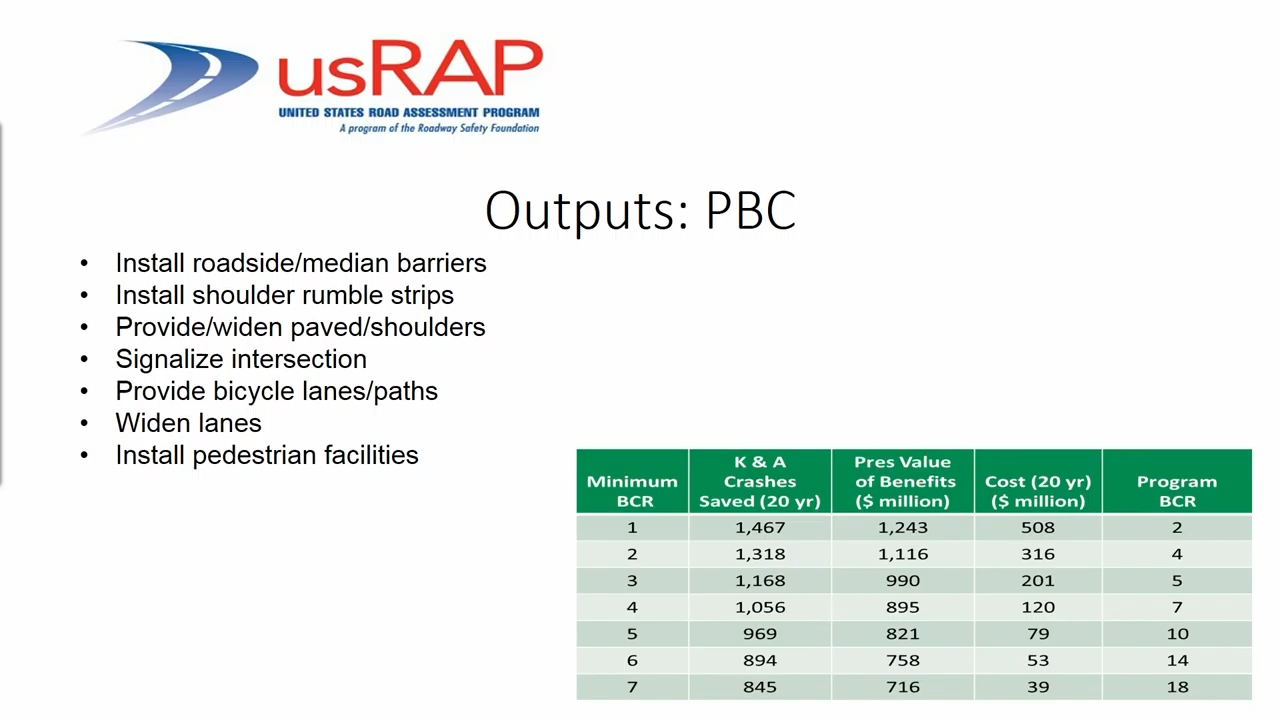 usRAP
UNITED STATES ROAD ASSESSMENT PROGRAM
A program of the Roadway Safety Foundation
Outputs: PBC
• Install roadside/median barriers
• Install shoulder rumble strips
• Provide/widen paved/shoulders
• Signalize intersection
• Provide bicycle lanes/paths
• Widen lanes
• Install pedestrian facilities
Minimum BCR | K & A Crashes Saved (20 yr) | Pres Value of Benefits ($ million) | Cost (20 yr) ($ million) | Program BCR
1 | 1,467 | 1,243 | 508 | 2
2 | 1,318 | 1,116 | 316 | 4
3 | 1,168 | 990 | 201 | 5
4 | 1,056 | 895 | 120 | 7
5 | 969 | 821 | 79 | 10
6 | 894 | 758 | 53 | 14
7 | 845 | 716 | 39 | 18